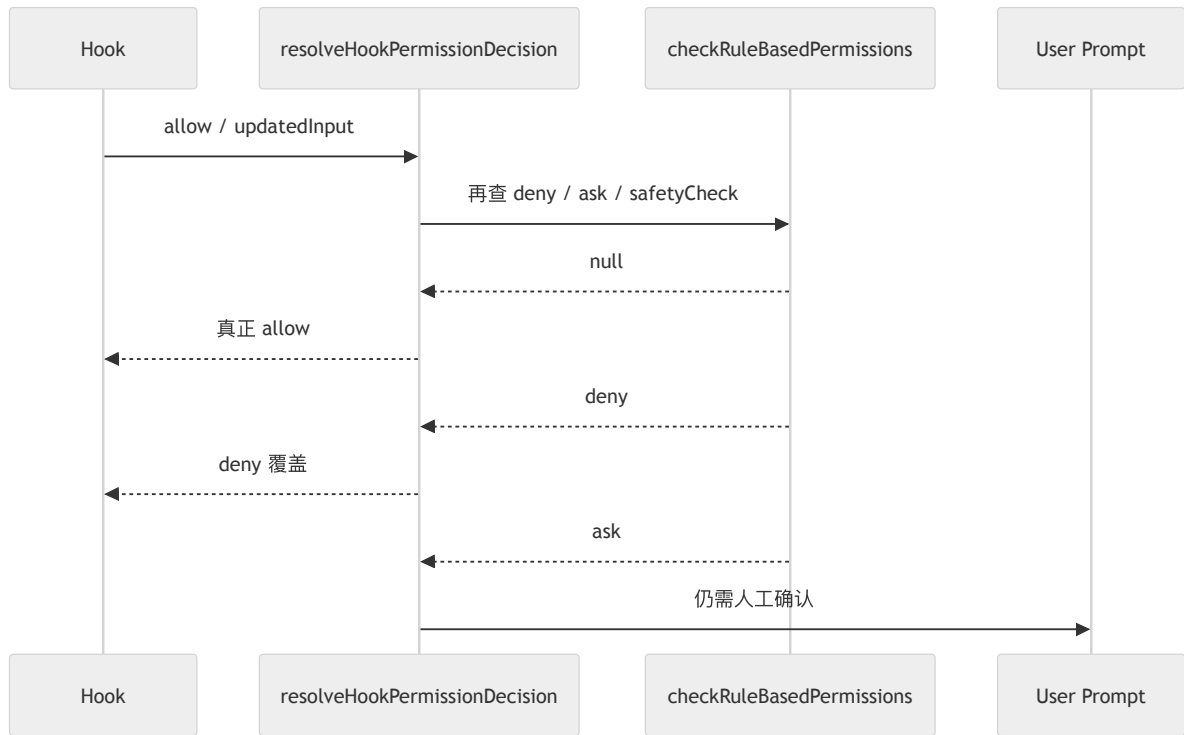 Hook
resolveHookPermissionDecision
checkRuleBasedPermissions
User Prompt
allow / updatedInput
再查 deny / ask / safetyCheck
null
真正 allow
deny
deny 覆盖
ask
仍需人工确认
Hook
resolveHookPermissionDecision
checkRuleBasedPermissions
User Prompt